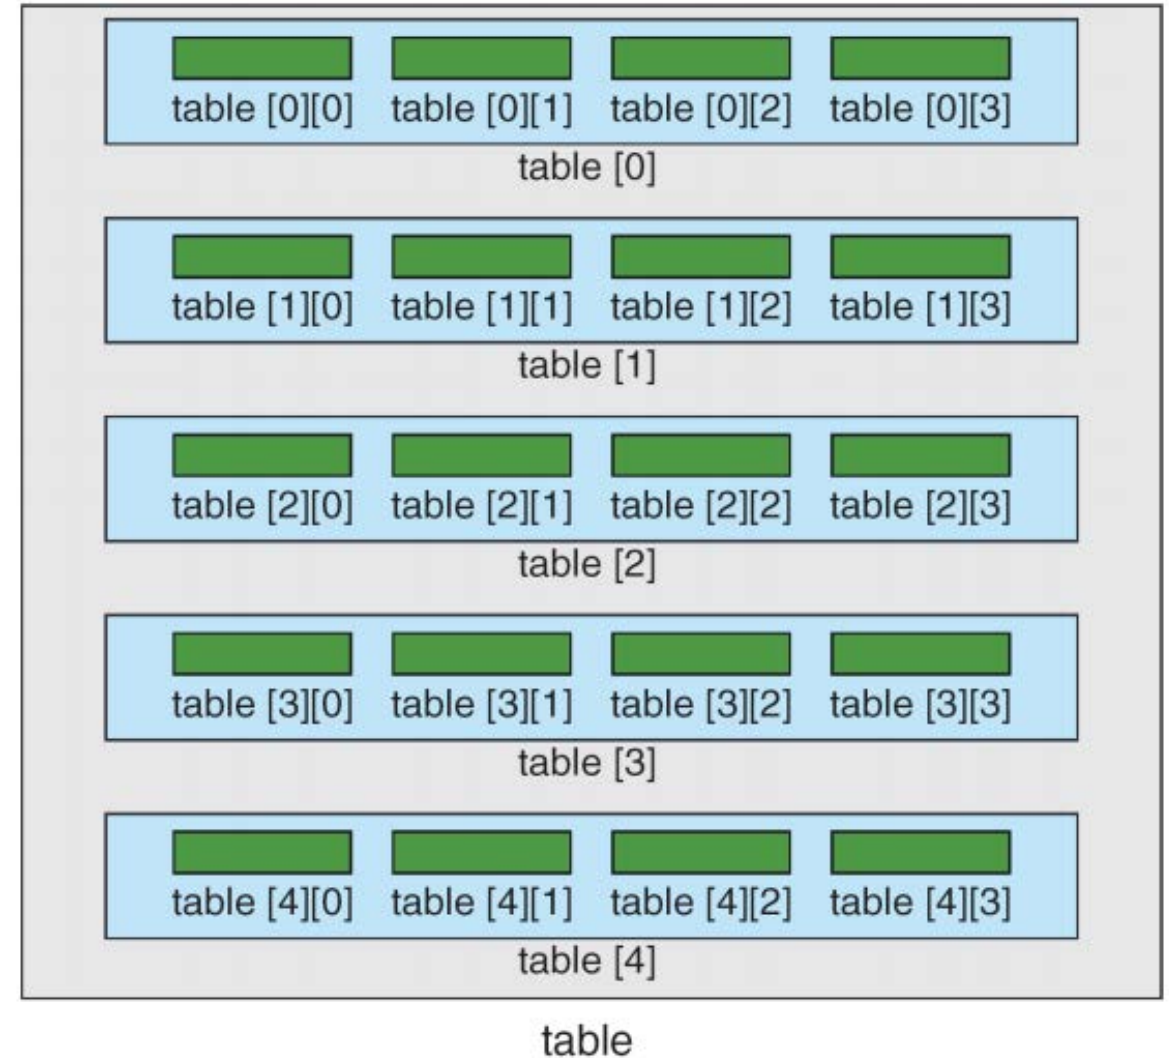 table [0][0] table [0][1] table [0][2] table [0][3]
table [0]
table [1][0] table [1][1] table [1][2] table [1][3]
table [1]
table [2][0] table [2][1] table [2][2] table [2][3]
table [2]
table [3][0] table [3][1] table [3][2] table [3][3]
table [3]
table [4][0] table [4][1] table [4][2] table [4][3]
table [4]
table